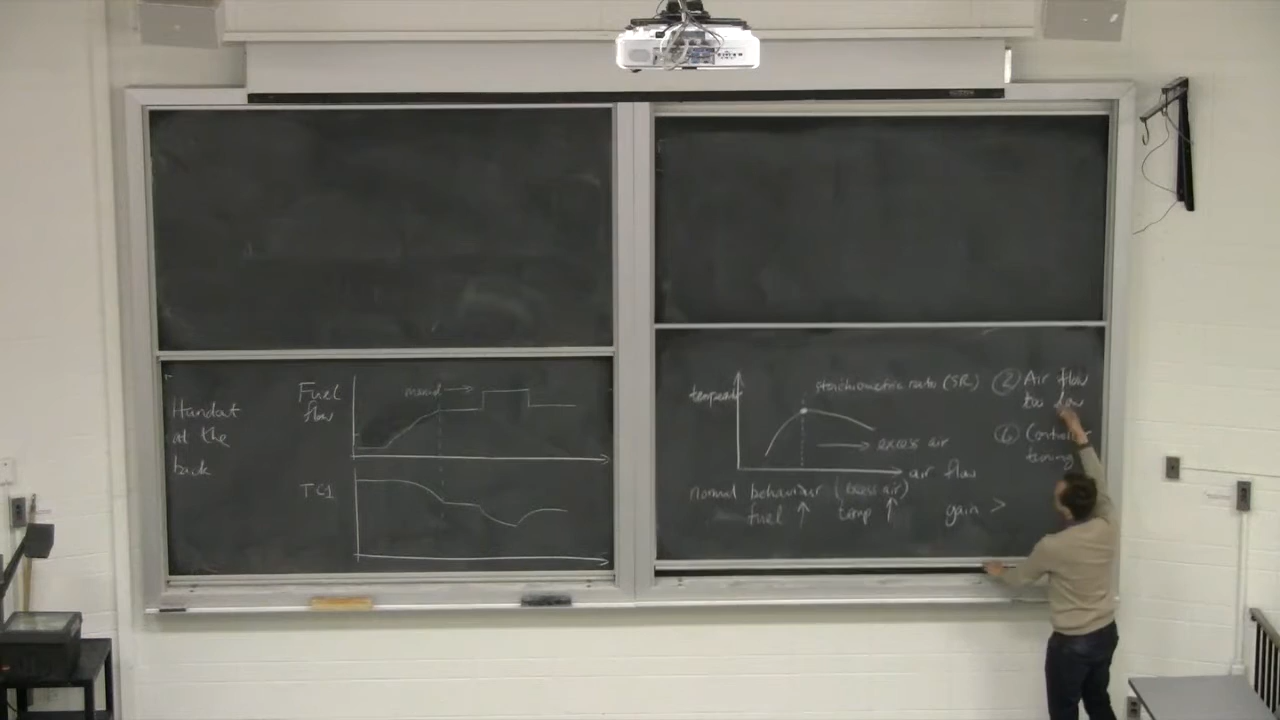 Handout
at the
back
Fuel
flow
manual
TC1
temperature
stoichiometric ratio (SR)
excess air
air flow
normal behaviour (excess air)
fuel ↑ temp ↑ gain >
② Air flow
too low
⑥ Controller
tuning